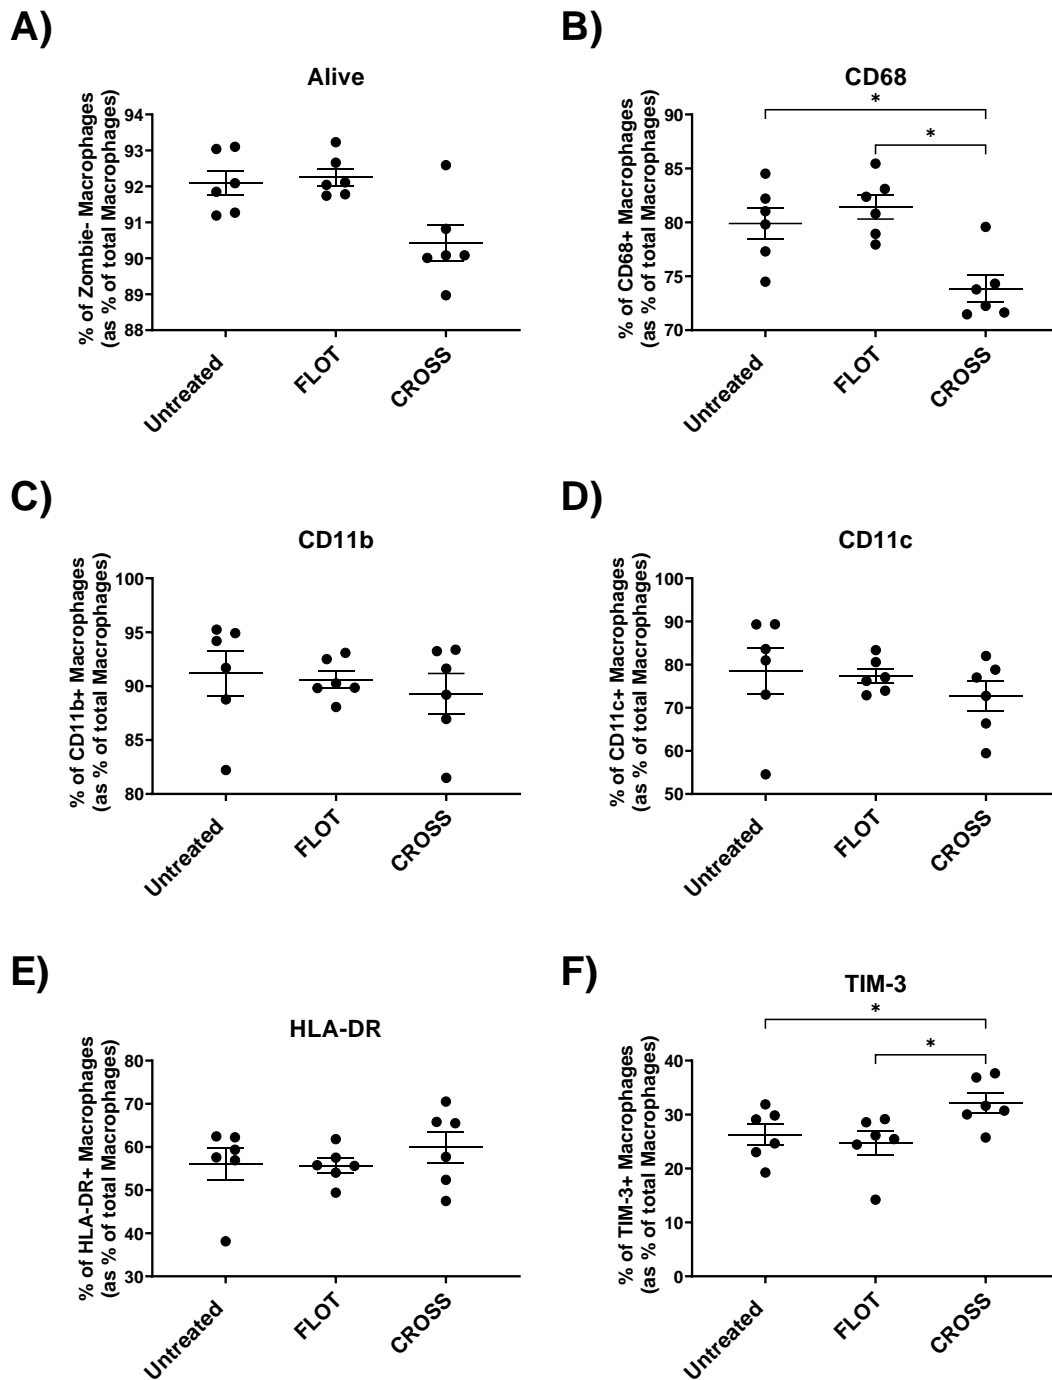 A)
Alive
% of Zombie- Macrophages
(as % of total Macrophages)
94
93
92
91
90
89
88
Untreated
FLOT
CROSS
B)
CD68
*
*
% of CD68+ Macrophages
(as % of total Macrophages)
90
85
80
75
70
Untreated
FLOT
CROSS
C)
CD11b
% of CD11b+ Macrophages
(as % of total Macrophages)
100
95
90
85
80
Untreated
FLOT
CROSS
D)
CD11c
% of CD11c+ Macrophages
(as % of total Macrophages)
100
90
80
70
60
50
Untreated
FLOT
CROSS
E)
HLA-DR
% of HLA-DR+ Macrophages
(as % of total Macrophages)
80
70
60
50
40
30
Untreated
FLOT
CROSS
F)
TIM-3
*
*
% of TIM-3+ Macrophages
(as % of total Macrophages)
40
30
20
10
0
Untreated
FLOT
CROSS